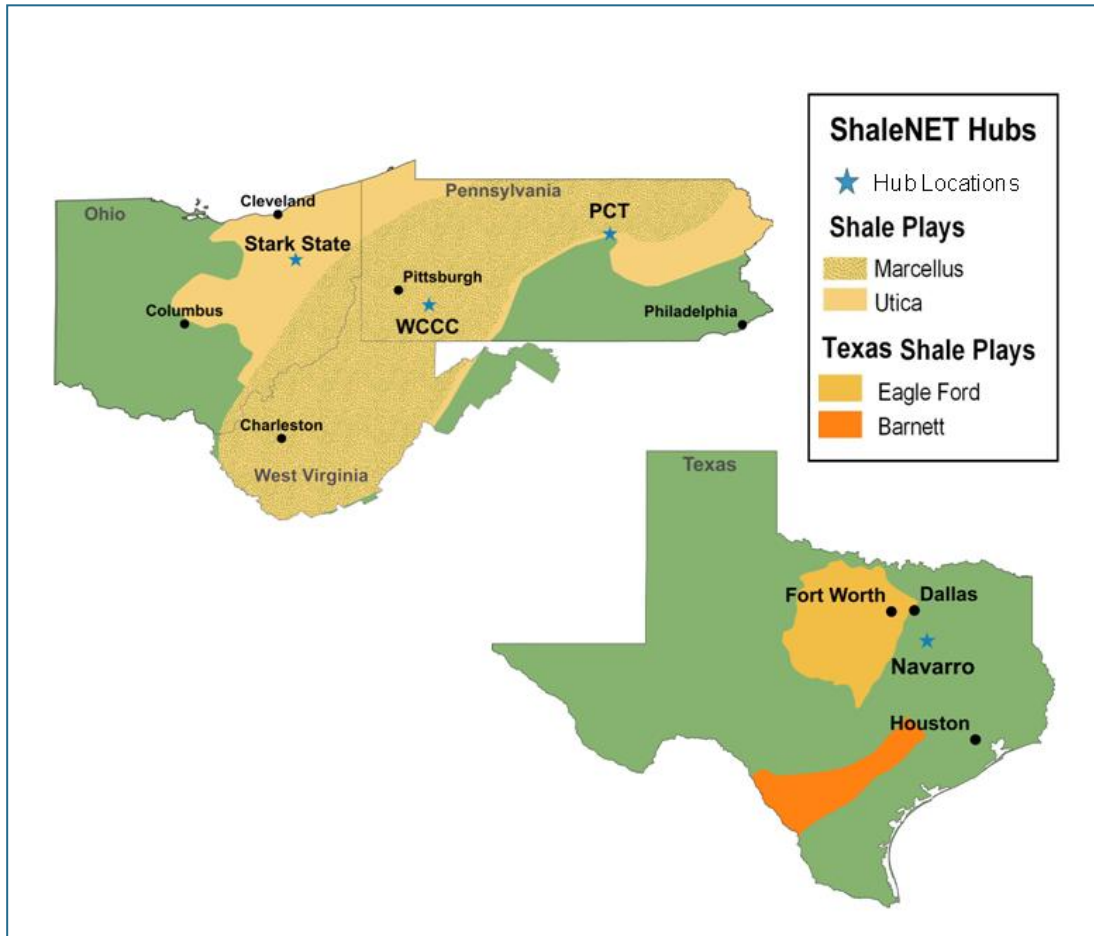 Ohio
Cleveland
Stark State
Columbus
Pennsylvania
PCT
Pittsburgh
WCCC
Philadelphia
Charleston
West Virginia
ShaleNET Hubs
Hub Locations
Shale Plays
Marcellus
Utica
Texas Shale Plays
Eagle Ford
Barnett
Texas
Fort Worth
Dallas
Navarro
Houston